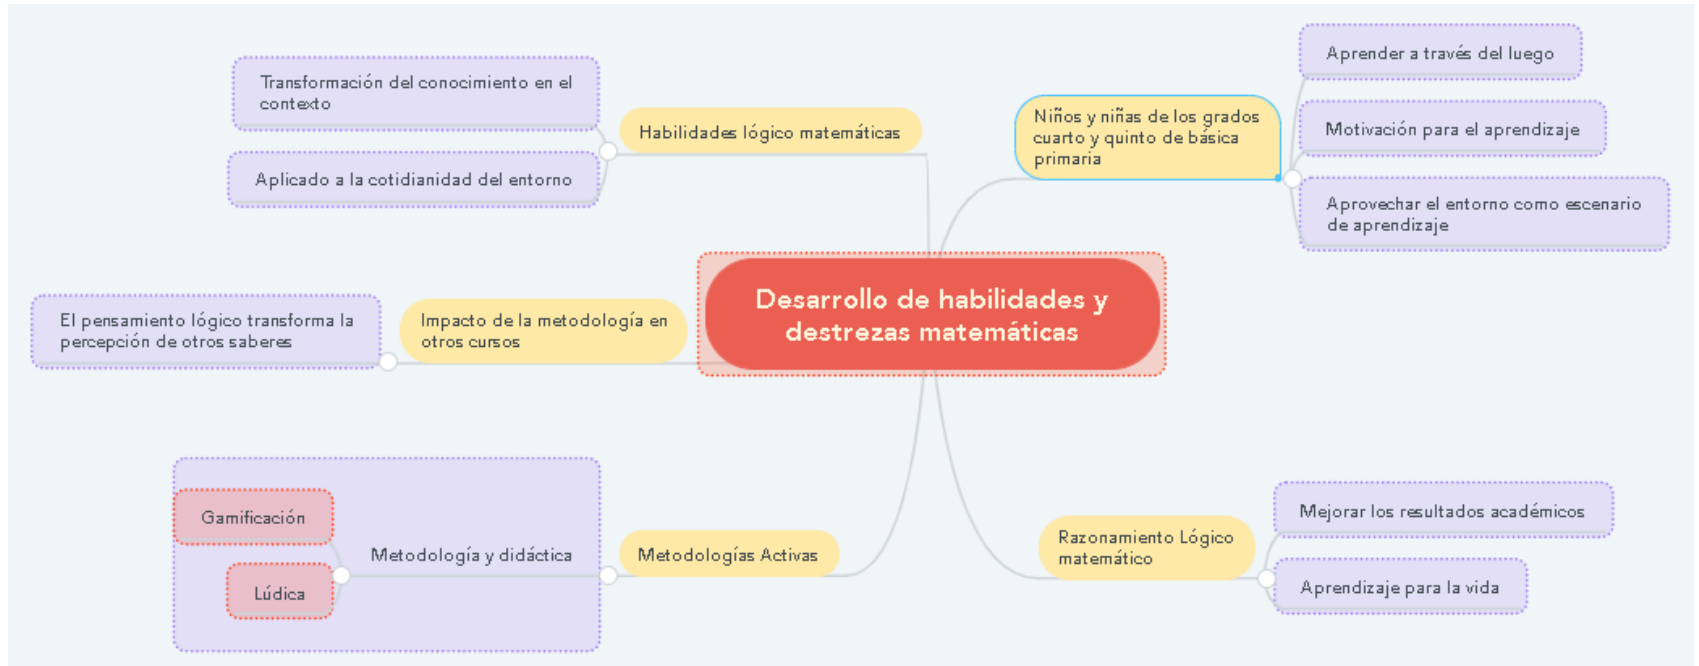 Desarrollo de habilidades y
destrezas matemáticas
Habilidades lógico matemáticas
Transformación del conocimiento en el
contexto
Aplicado a la cotidianidad del entorno
Impacto de la metodología en
otros cursos
El pensamiento lógico transforma la
percepción de otros saberes
Metodologías Activas
Metodología y didáctica
Gamificación
Lúdica
Niños y niñas de los grados
cuarto y quinto de básica
primaria
Aprender a través del luego
Motivación para el aprendizaje
Aprovechar el entorno como escenario
de aprendizaje
Razonamiento Lógico
matemático
Mejorar los resultados académicos
Aprendizaje para la vida